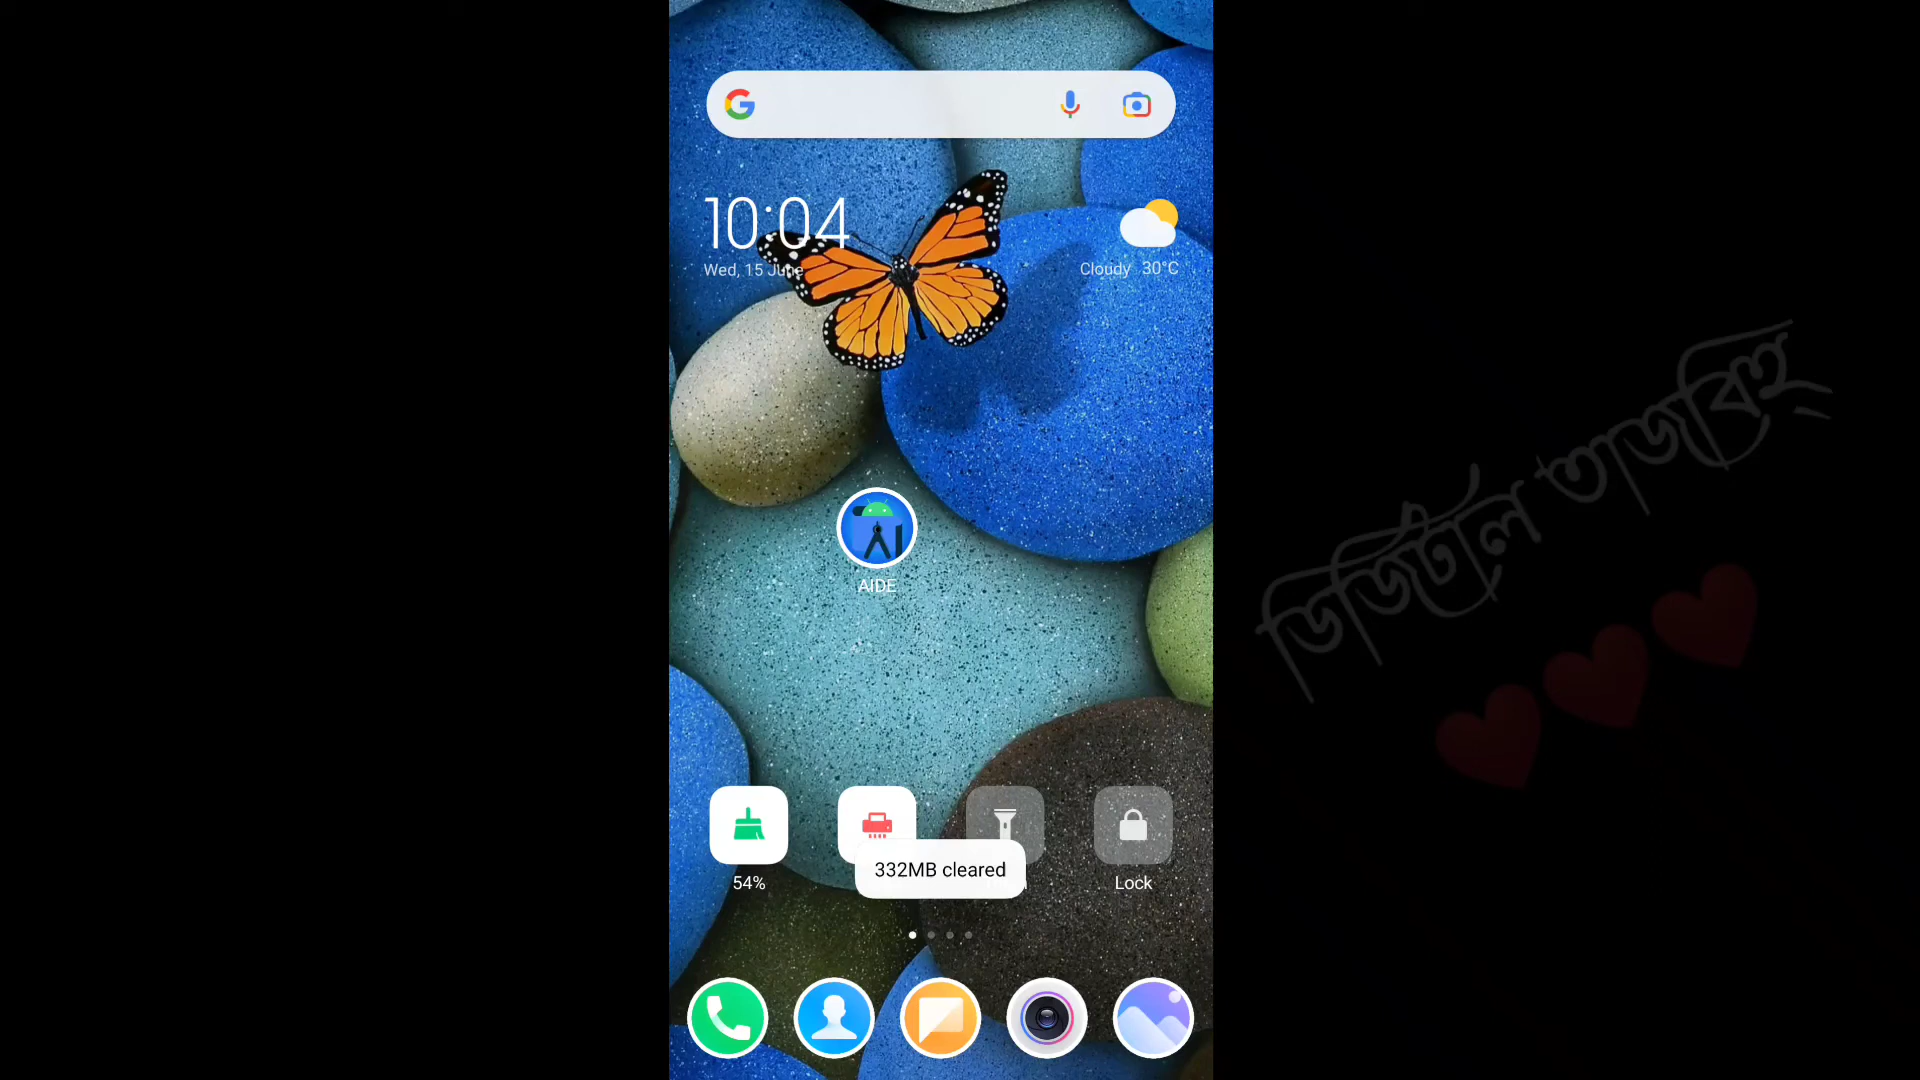 10:04
Wed, 15 June
Cloudy 30°C
AIDE
54%
332MB cleared
Lock
ডিজিটাল